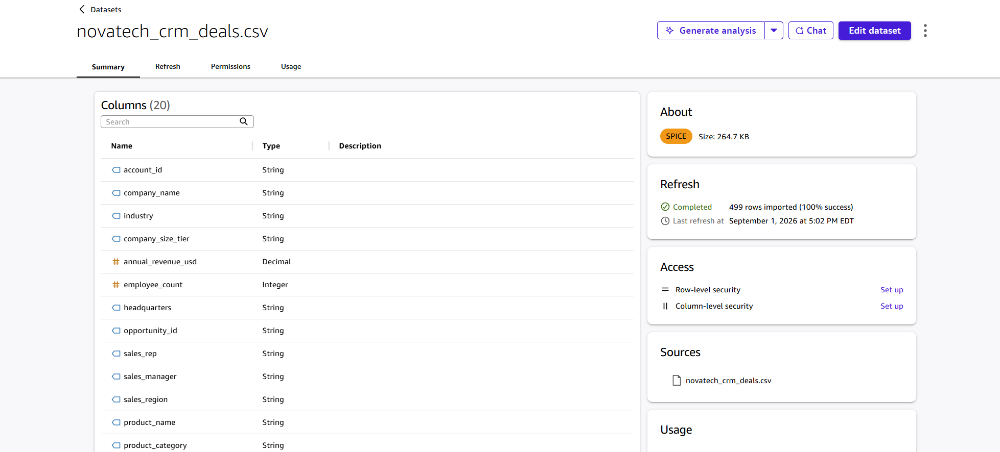 Datasets
novatech_crm_deals.csv
Generate analysis
Chat
Edit dataset
Summary
Refresh
Permissions
Usage
Columns (20)
Search
Name Type Description
account_id String
company_name String
industry String
company_size_tier String
annual_revenue_usd Decimal
employee_count Integer
headquarters String
opportunity_id String
sales_rep String
sales_manager String
sales_region String
product_name String
product_category String
About
SPICE Size: 264.7 KB
Refresh
Completed 499 rows imported (100% success)
Last refresh at September 1, 2026 at 5:02 PM EDT
Access
Row-level security Set up
Column-level security Set up
Sources
novatech_crm_deals.csv
Usage